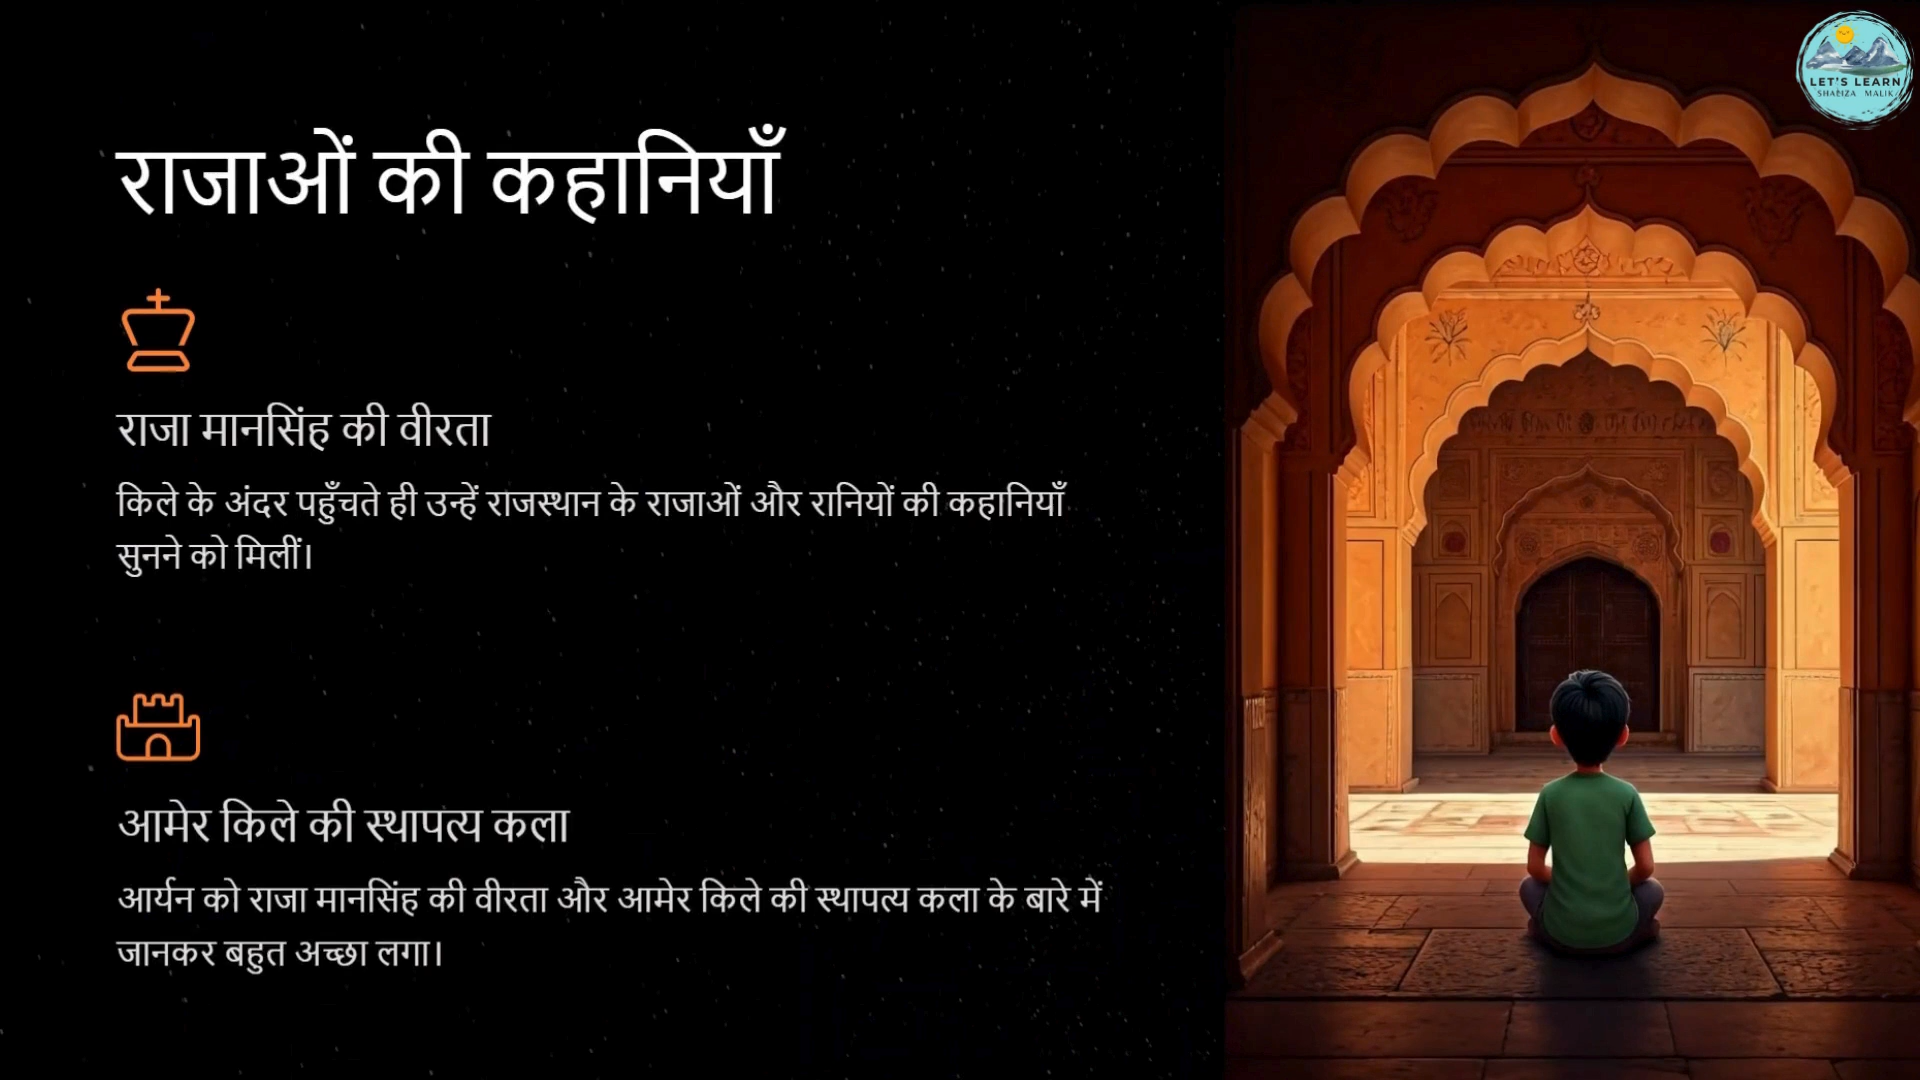 राजाओं की कहानियाँ
राजा मानसिंह की वीरता
किले के अंदर पहुँचते ही उन्हें राजस्थान के राजाओं और रानियों की कहानियाँ
सुनने को मिलीं।
आमेर किले की स्थापत्य कला
आर्यन को राजा मानसिंह की वीरता और आमेर किले की स्थापत्य कला के बारे में
जानकर बहुत अच्छा लगा।
LET'S LEARN
SHAHZA MALIK